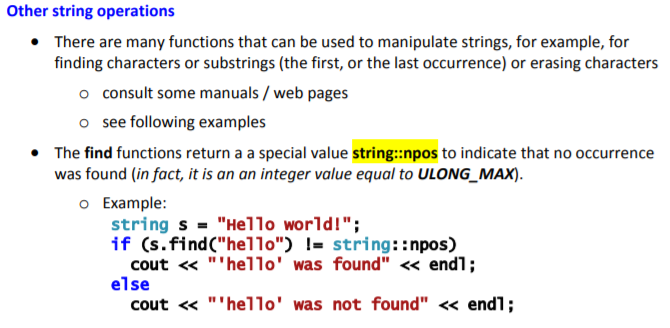 Other string operations
• There are many functions that can be used to manipulate strings, for example, for
finding characters or substrings (the first, or the last occurrence) or erasing characters
o consult some manuals / web pages
o see following examples
• The find functions return a a special value string::npos to indicate that no occurrence
was found (in fact, it is an an integer value equal to ULONG_MAX).
o Example:
string s = "Hello world!";
if (s.find("hello") != string::npos)
cout << "'hello' was found" << endl;
else
cout << "'hello' was not found" << endl;